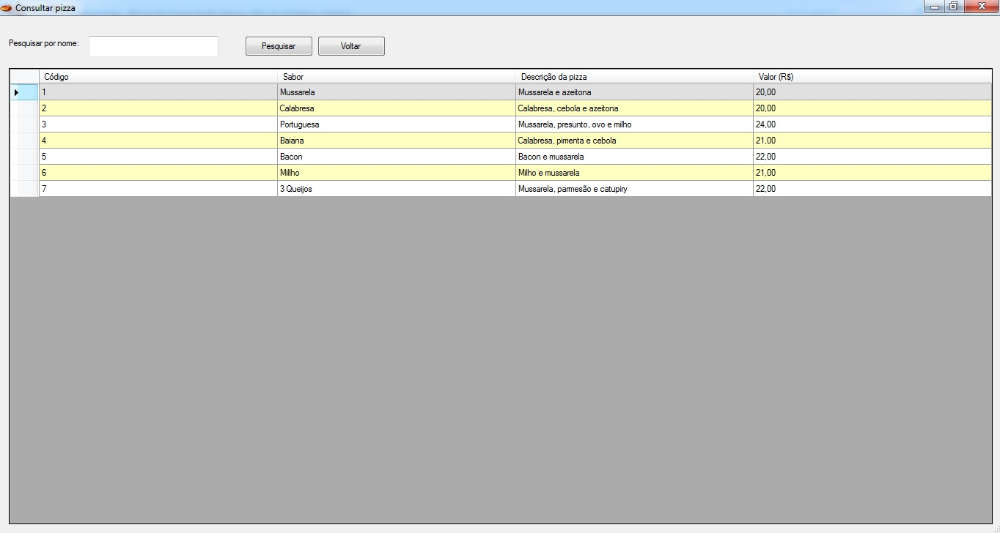 Consultar pizza
Pesquisar por nome: Pesquisar Voltar
Código Sabor Descrição da pizza Valor (R$)
1 Mussarela Mussarela e azeitona 20,00
2 Calabresa Calabresa, cebola e azeitona 20,00
3 Portuguesa Mussarela, presunto, ovo e milho 24,00
4 Baiana Calabresa, pimenta e cebola 21,00
5 Bacon Bacon e mussarela 22,00
6 Millho Milho e mussarela 21,00
7 3 Queijos Mussarela, parmesão e catupiry 22,00